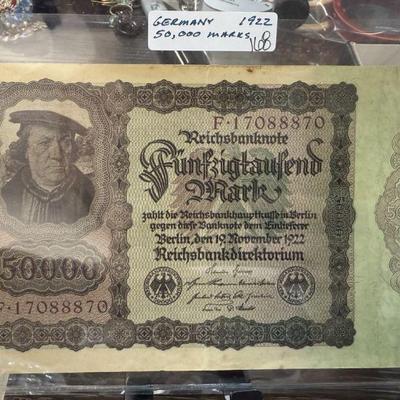 GERMANY 1922
50,000 MARKS 168
F·17088870
Reichsbanknote
Fünfzigtausend
Mark
zahlt die Reichsbankhauptkasse in Berlin
gegen diese Banknote dem Einlieferer
Berlin, den 19. November 1922
Reichsbankdirektorium
50000
F·17088870